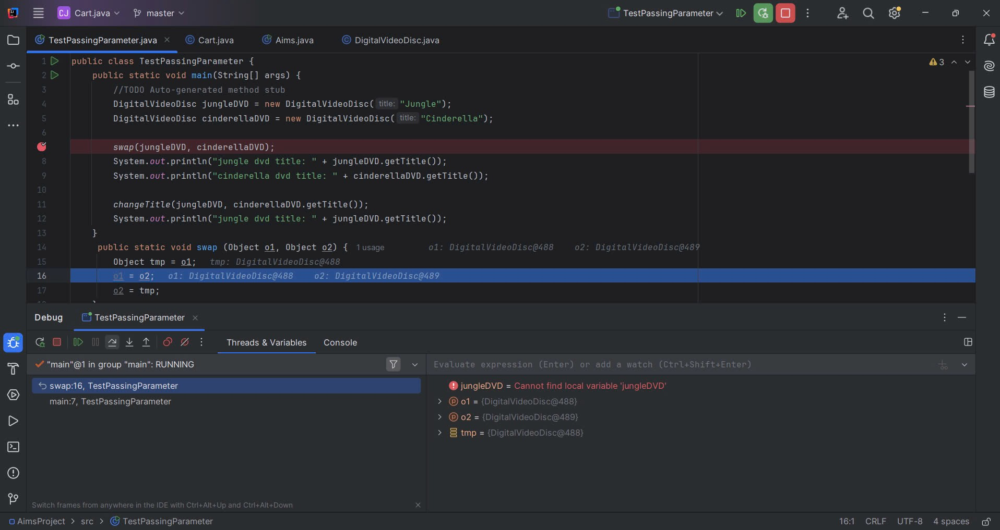 CJ Cart.java master TestPassingParameter
TestPassingParameter.java Cart.java Aims.java DigitalVideoDisc.java
1 public class TestPassingParameter {
3
2 public static void main(String[] args) {
3 //TODO Auto-generated method stub
4 DigitalVideoDisc jungleDVD = new DigitalVideoDisc( title: "Jungle");
5 DigitalVideoDisc cinderellaDVD = new DigitalVideoDisc( title: "Cinderella");
6
swap(jungleDVD, cinderellaDVD);
8 System.out.println("jungle dvd title: " + jungleDVD.getTitle());
9 System.out.println("cinderella dvd title: " + cinderellaDVD.getTitle());
10
11 changeTitle(jungleDVD, cinderellaDVD.getTitle());
12 System.out.println("jungle dvd title: " + jungleDVD.getTitle());
13 }
14 public static void swap (Object o1, Object o2) { 1 usage o1: DigitalVideoDisc@488 o2: DigitalVideoDisc@489
15 Object tmp = o1; tmp: DigitalVideoDisc@488
16 o1 = o2; o1: DigitalVideoDisc@488 o2: DigitalVideoDisc@489
17 o2 = tmp;
Debug TestPassingParameter
Threads & Variables Console
"main"@1 in group "main": RUNNING
Evaluate expression (Enter) or add a watch (Ctrl+Shift+Enter)
swap:16, TestPassingParameter
main:7, TestPassingParameter
jungleDVD = Cannot find local variable 'jungleDVD'
o1 = {DigitalVideoDisc@488}
o2 = {DigitalVideoDisc@489}
tmp = {DigitalVideoDisc@488}
Switch frames from anywhere in the IDE with Ctrl+Alt+Up and Ctrl+Alt+Down
AimsProject > src > TestPassingParameter
16:1 CRLF UTF-8 4 spaces